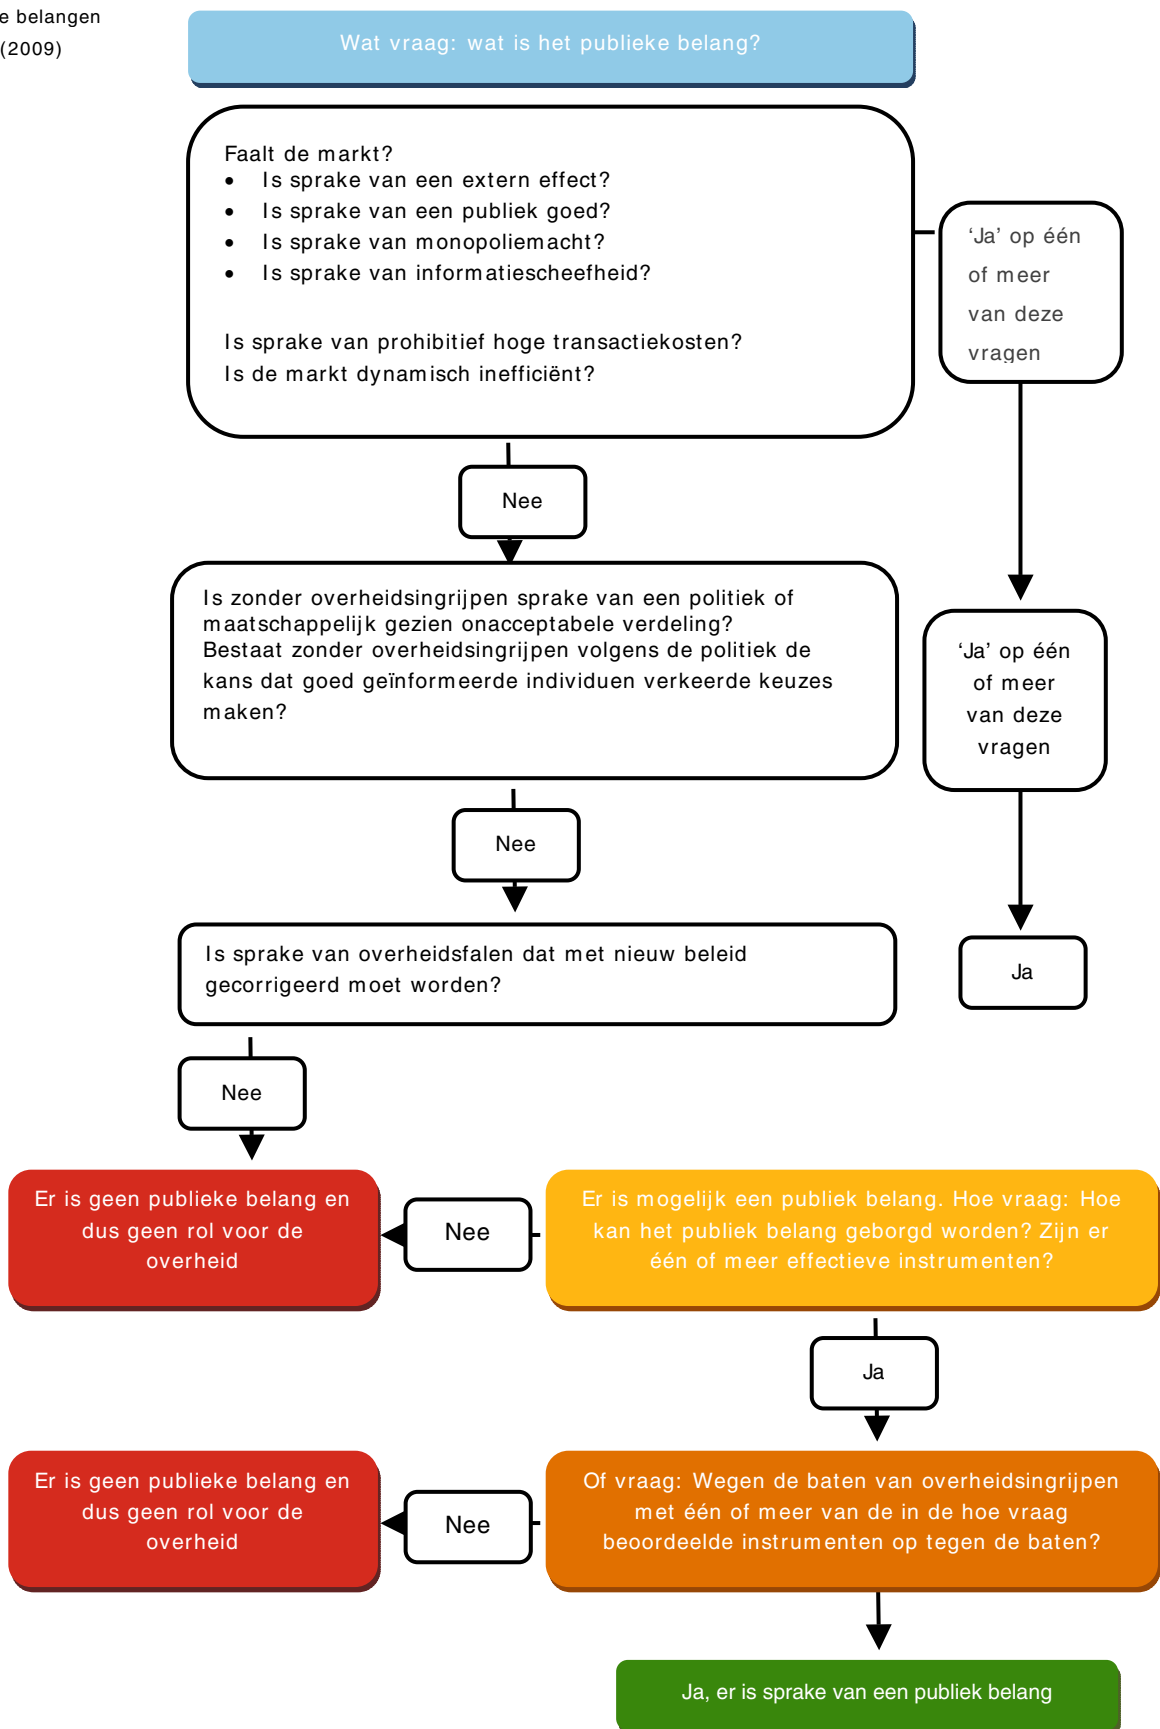 e belangen
(2009)
Wat vraag: wat is het publieke belang?
Faalt de markt?
• Is sprake van een extern effect?
• Is sprake van een publiek goed?
• Is sprake van monopoliemacht?
• Is sprake van informatiescheefheid?
Is sprake van prohibitief hoge transactiekosten?
Is de markt dynamisch inefficiënt?
‘Ja’ op één
of meer
van deze
vragen
Nee
Is zonder overheidsingrijpen sprake van een politiek of
maatschappelijk gezien onacceptabele verdeling?
Bestaat zonder overheidsingrijpen volgens de politiek de
kans dat goed geïnformeerde individuen verkeerde keuzes
maken?
‘Ja’ op één
of meer
van deze
vragen
Nee
Is sprake van overheidsfalen dat met nieuw beleid
gecorrigeerd moet worden?
Ja
Nee
Er is geen publieke belang en
dus geen rol voor de
overheid
Nee
Er is mogelijk een publiek belang. Hoe vraag: Hoe
kan het publiek belang geborgd worden? Zijn er
één of meer effectieve instrumenten?
Ja
Er is geen publieke belang en
dus geen rol voor de
overheid
Nee
Of vraag: Wegen de baten van overheidsingrijpen
met één of meer van de in de hoe vraag
beoordeelde instrumenten op tegen de baten?
Ja, er is sprake van een publiek belang